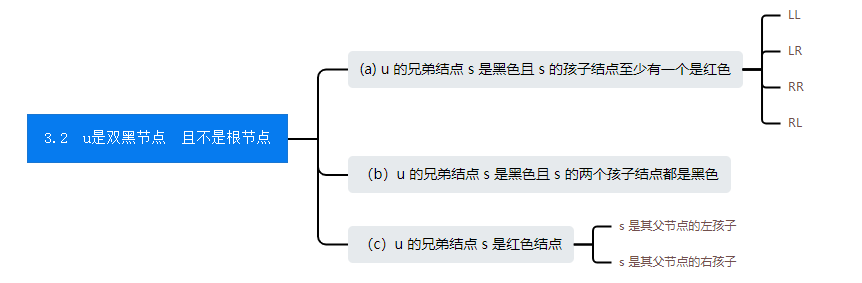 3.2 u是双黑节点 且不是根节点
(a) u 的兄弟结点 s 是黑色且 s 的孩子结点至少有一个是红色
LL
LR
RR
RL
（b）u 的兄弟结点 s 是黑色且 s 的两个孩子结点都是黑色
（c）u 的兄弟结点 s 是红色结点
s 是其父节点的左孩子
s 是其父节点的右孩子